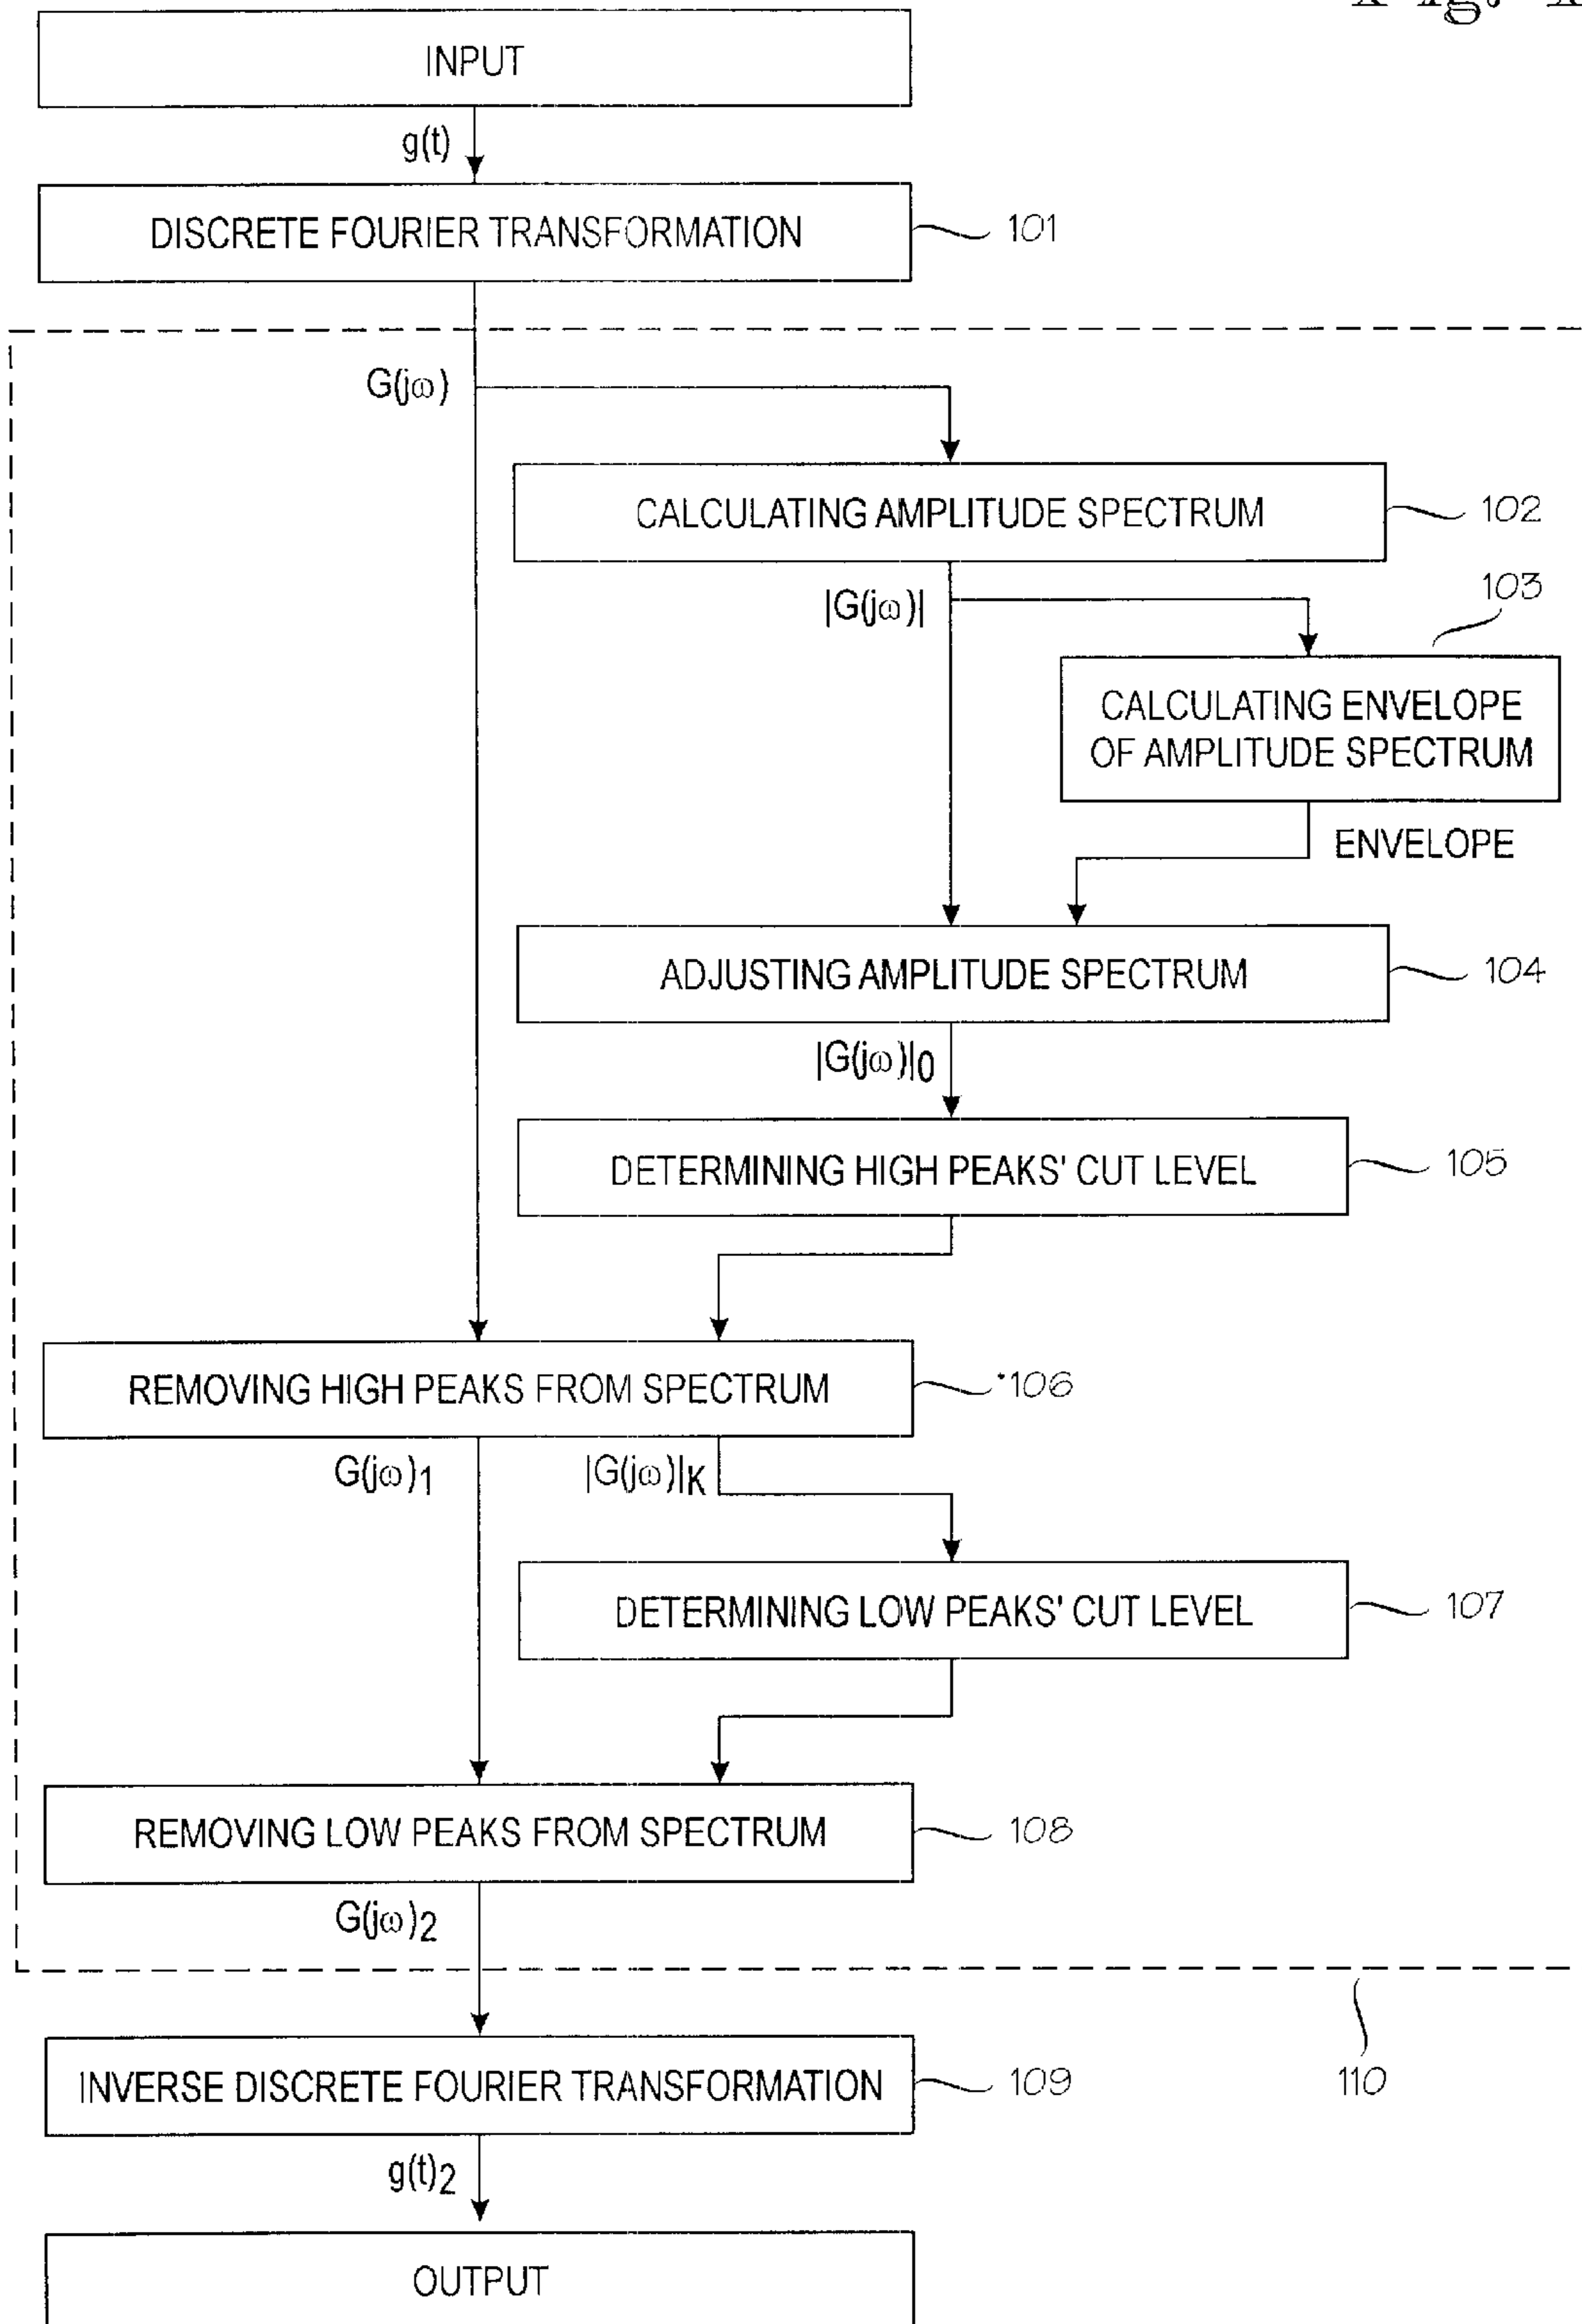 INPUT
g(t)
DISCRETE FOURIER TRANSFORMATION
101
G(jω)
CALCULATING AMPLITUDE SPECTRUM
102
|G(jω)|
103
CALCULATING ENVELOPE
OF AMPLITUDE SPECTRUM
ENVELOPE
ADJUSTING AMPLITUDE SPECTRUM
104
|G(jω)|0
DETERMINING HIGH PEAKS' CUT LEVEL
105
REMOVING HIGH PEAKS FROM SPECTRUM
106
G(jω)1
|G(jω)|K
DETERMINING LOW PEAKS' CUT LEVEL
107
REMOVING LOW PEAKS FROM SPECTRUM
108
G(jω)2
INVERSE DISCRETE FOURIER TRANSFORMATION
109
110
g(t)2
OUTPUT